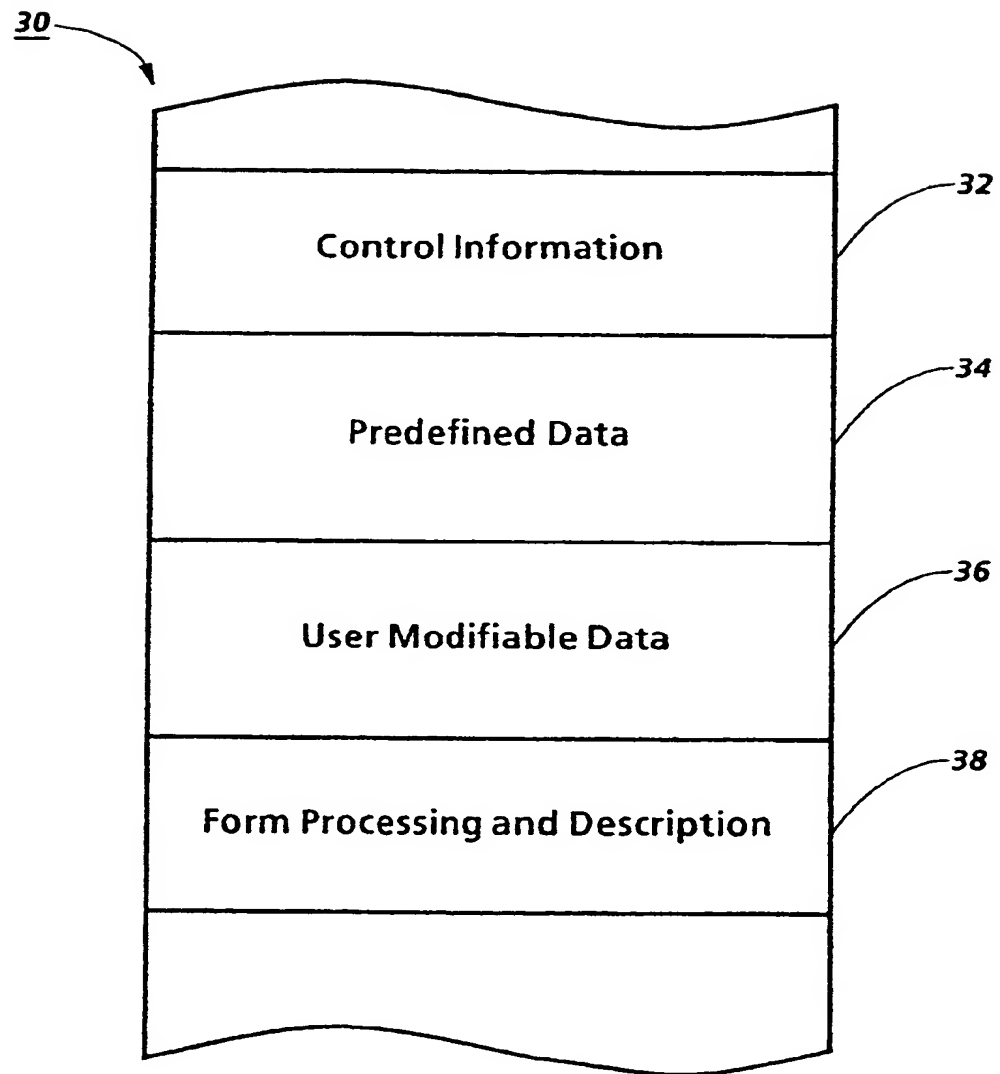 30
Control Information
32
Predefined Data
34
User Modifiable Data
36
Form Processing and Description
38